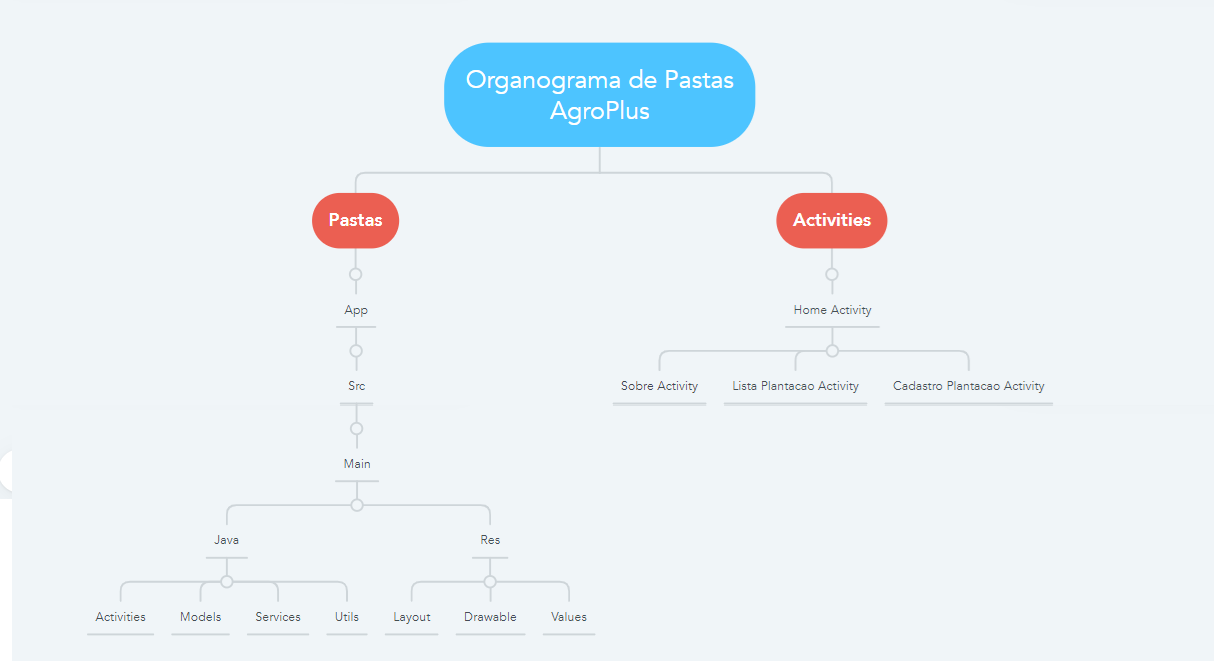 Organograma de Pastas
AgroPlus
Pastas
Activities
App
Home Activity
Src
Sobre Activity
Lista Plantacao Activity
Cadastro Plantacao Activity
Main
Java
Res
Activities
Models
Services
Utils
Layout
Drawable
Values